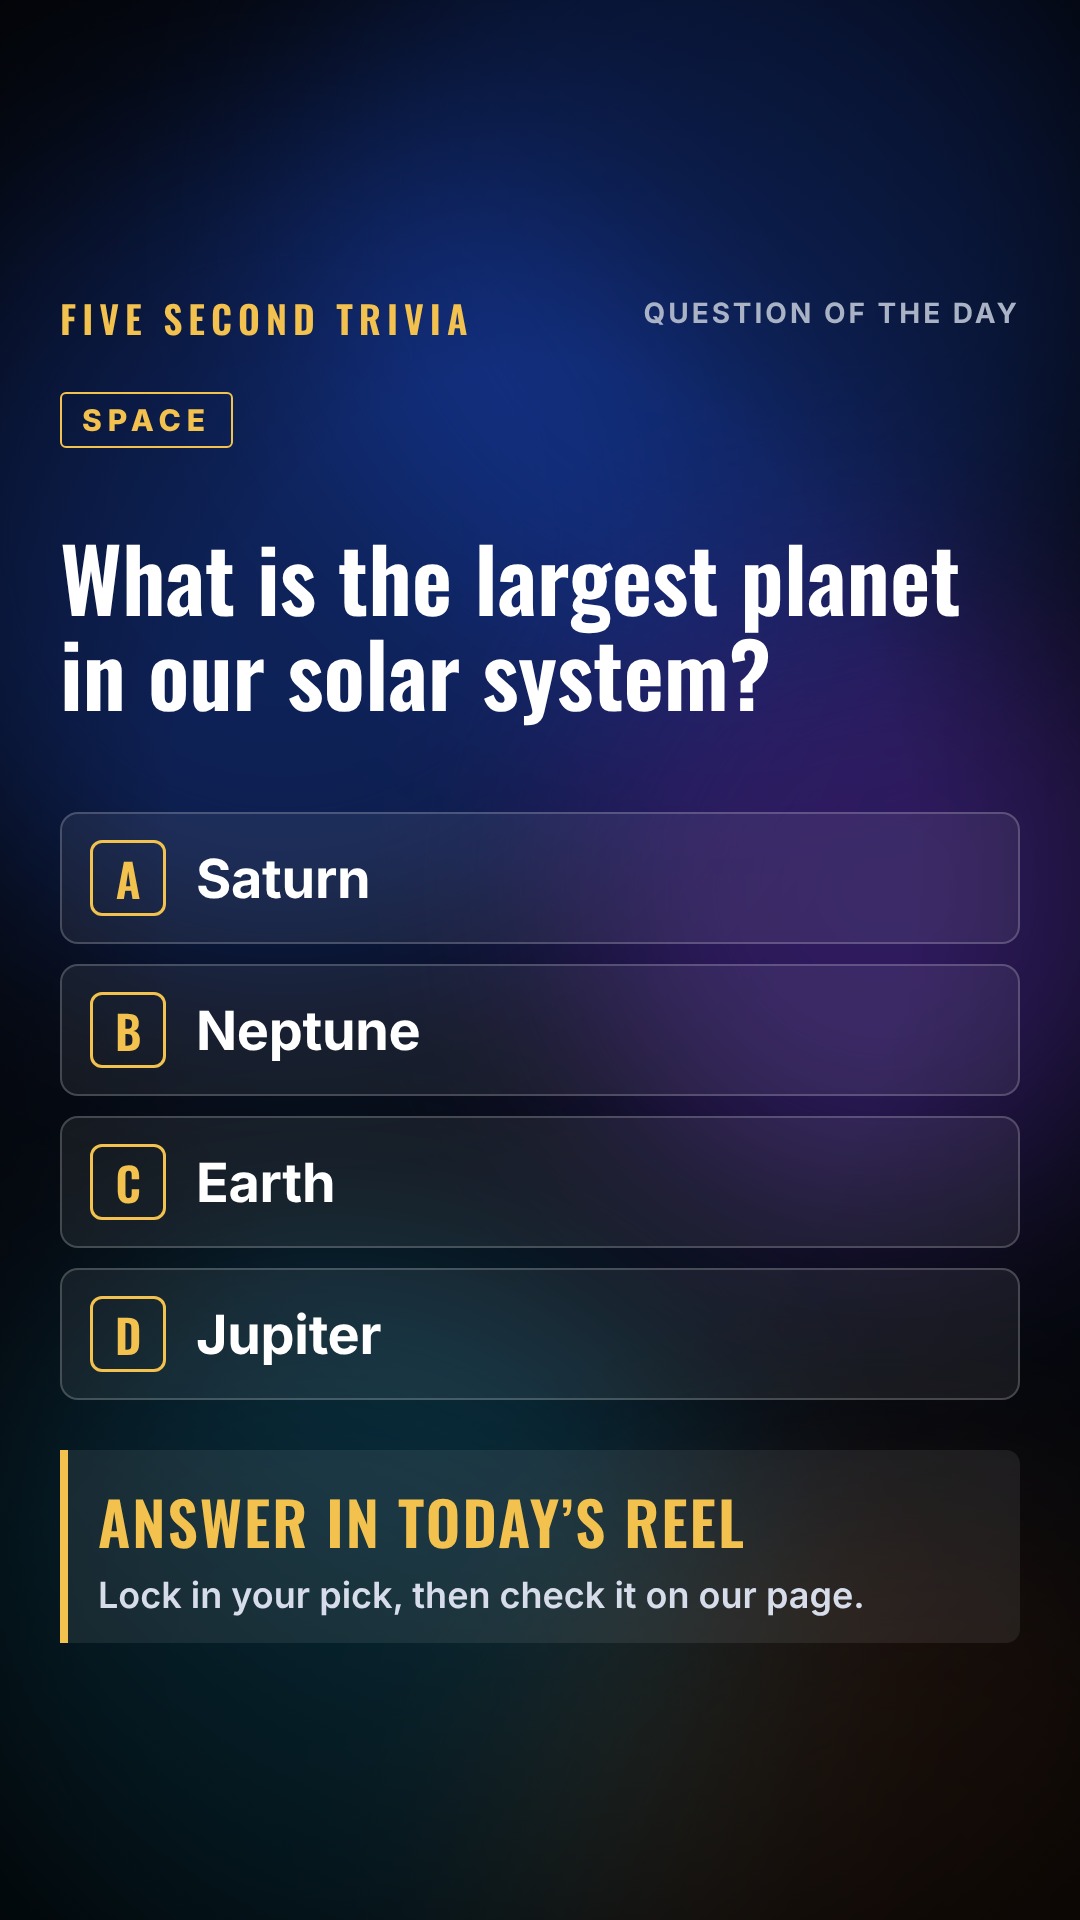 FIVE SECOND TRIVIA
QUESTION OF THE DAY
SPACE
What is the largest planet
in our solar system?
A Saturn
B Neptune
C Earth
D Jupiter
ANSWER IN TODAY’S REEL
Lock in your pick, then check it on our page.